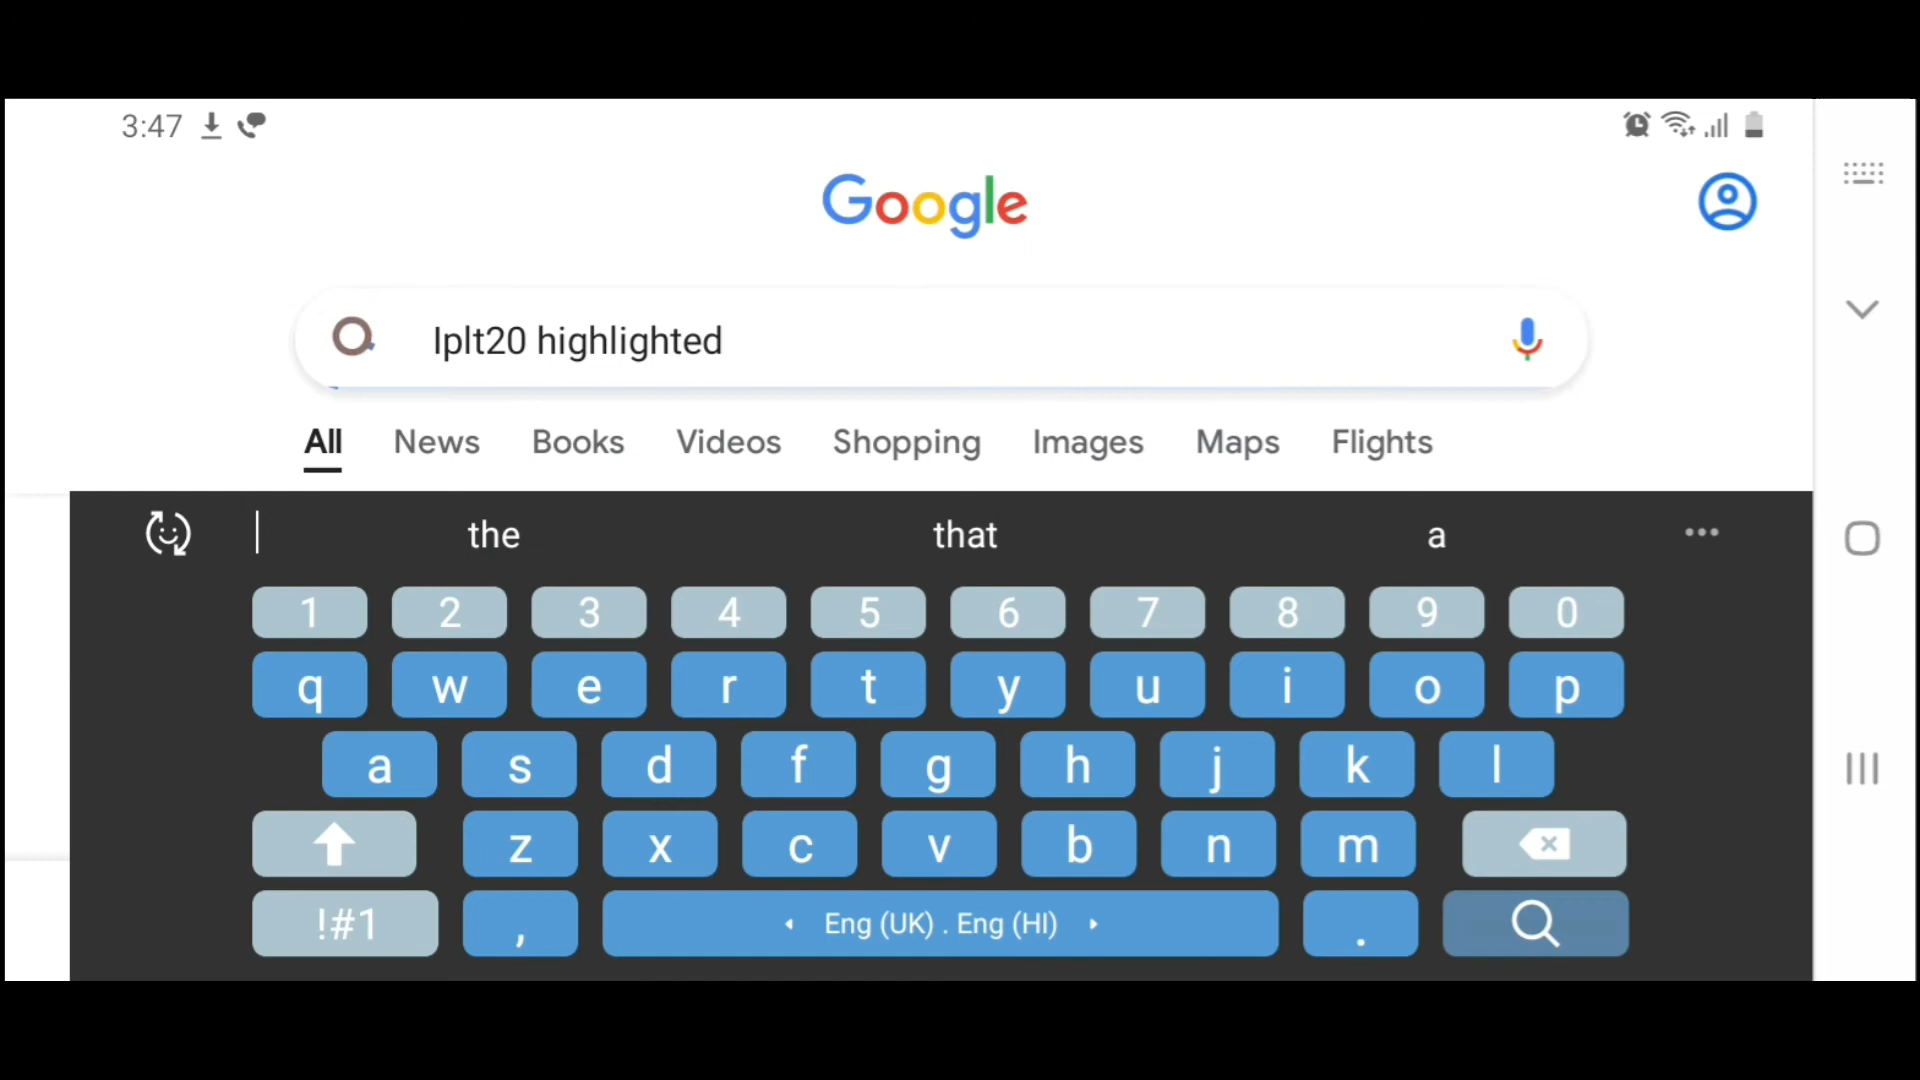 3:47
Google
Iplt20 highlighted
All News Books Videos Shopping Images Maps Flights
the that a
1 2 3 4 5 6 7 8 9 0
q w e r t y u i o p
a s d f g h j k l
z x c v b n m
!#1 , Eng (UK) . Eng (HI) .